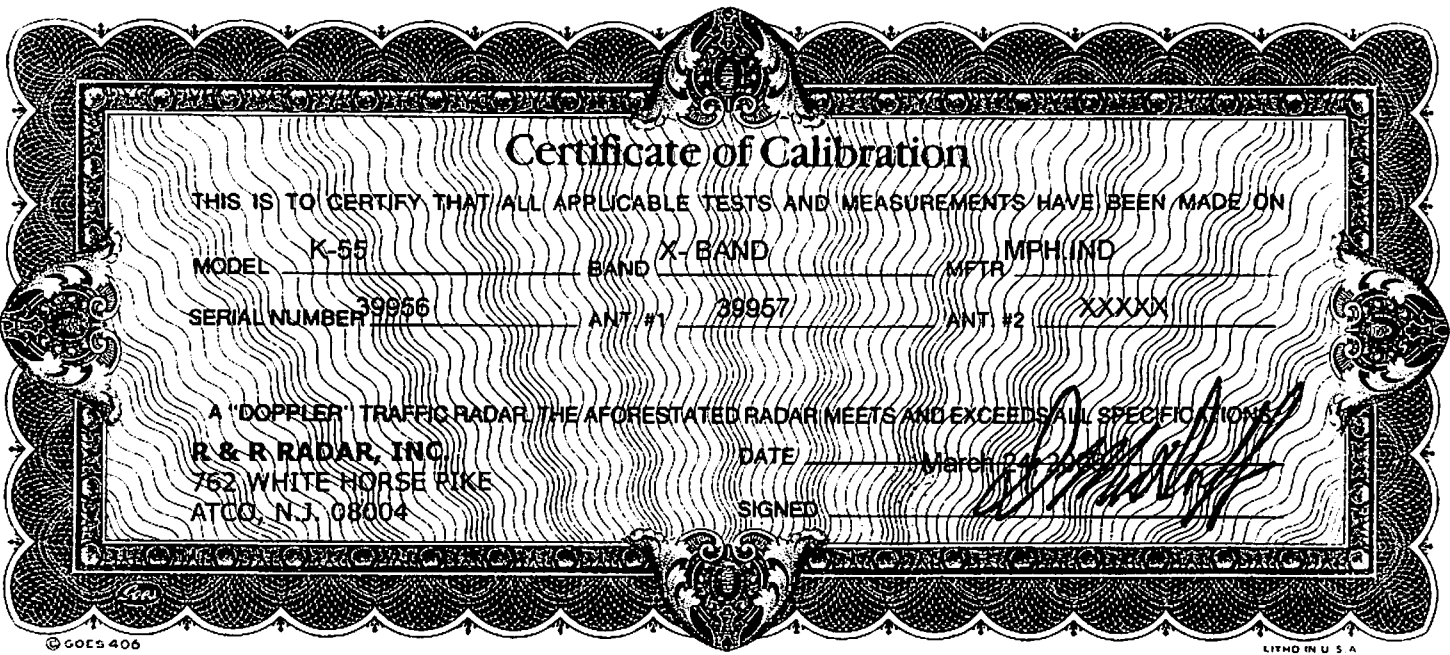 Certificate of Calibration
THIS IS TO CERTIFY THAT ALL APPLICABLE TESTS AND MEASUREMENTS HAVE BEEN MADE ON
MODEL K-55 BAND X-BAND MFTR MPH.IND
SERIAL NUMBER 39956 ANT. #1 39957 ANT. #2 XXXXX
A "DOPPLER" TRAFFIC RADAR. THE AFORESTATED RADAR MEETS AND EXCEEDS ALL SPECIFICATIONS.
R & R RADAR, INC.
762 WHITE HORSE PIKE
ATCO, N.J. 08004
DATE March 24,
SIGNED
GOES
© GOES 406
LITHO IN U.S.A.